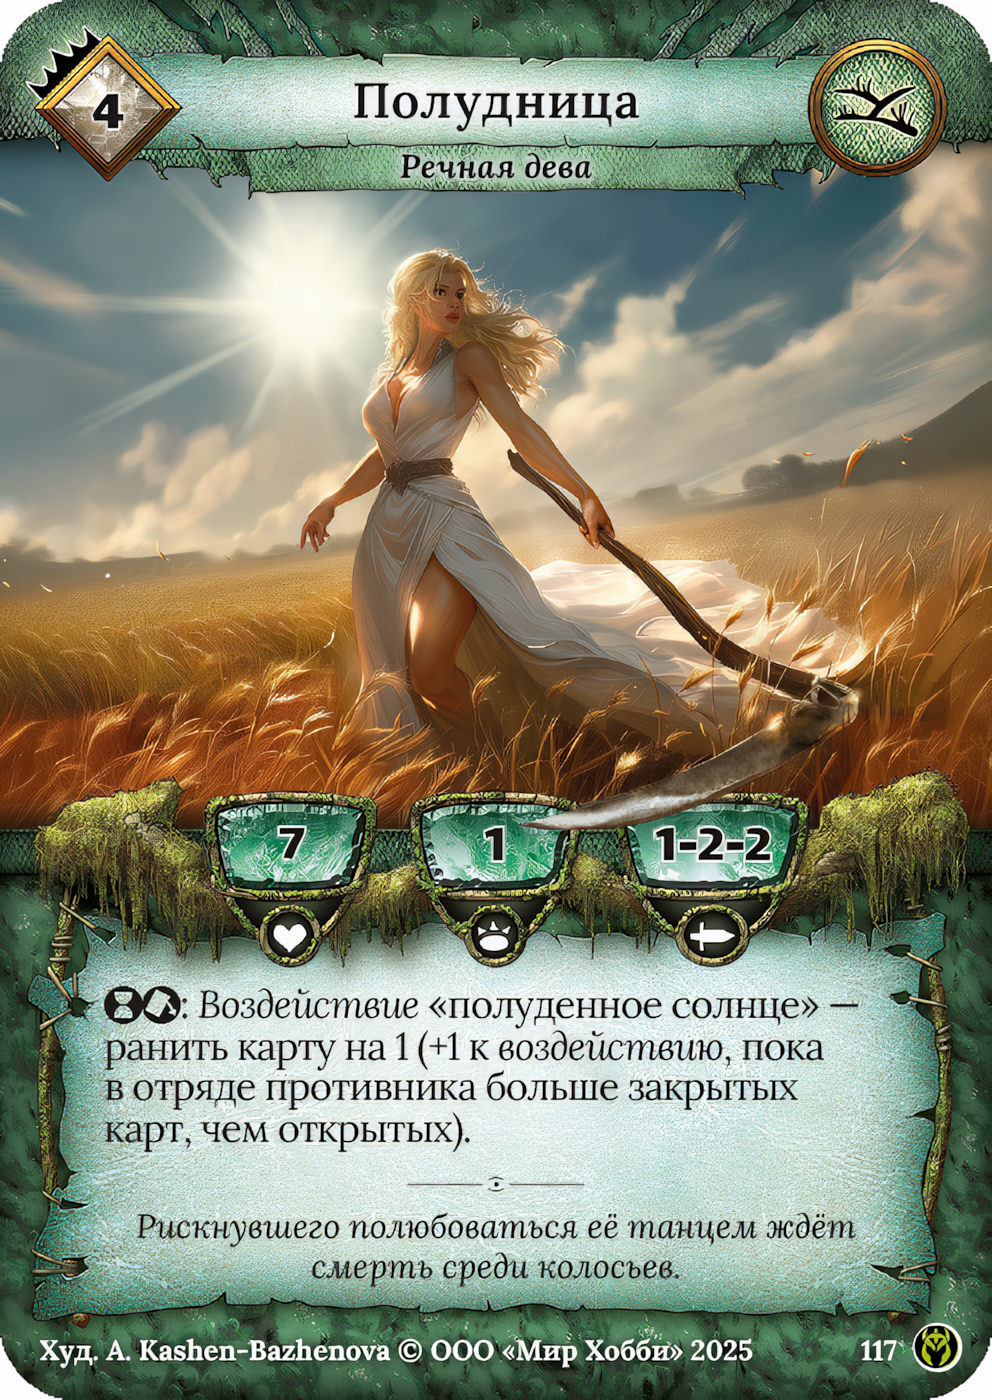 4
Полудница
Речная дева
7
1
1-2-2
: Воздействие «полуденное солнце» —
ранить карту на 1 (+1 к воздействию, пока
в отряде противника больше закрытых
карт, чем открытых).
Рискнувшего полюбоваться её танцем ждёт
смерть среди колосьев.
Худ. А. Kashen-Bazhenova © ООО «Мир Хобби» 2025
117